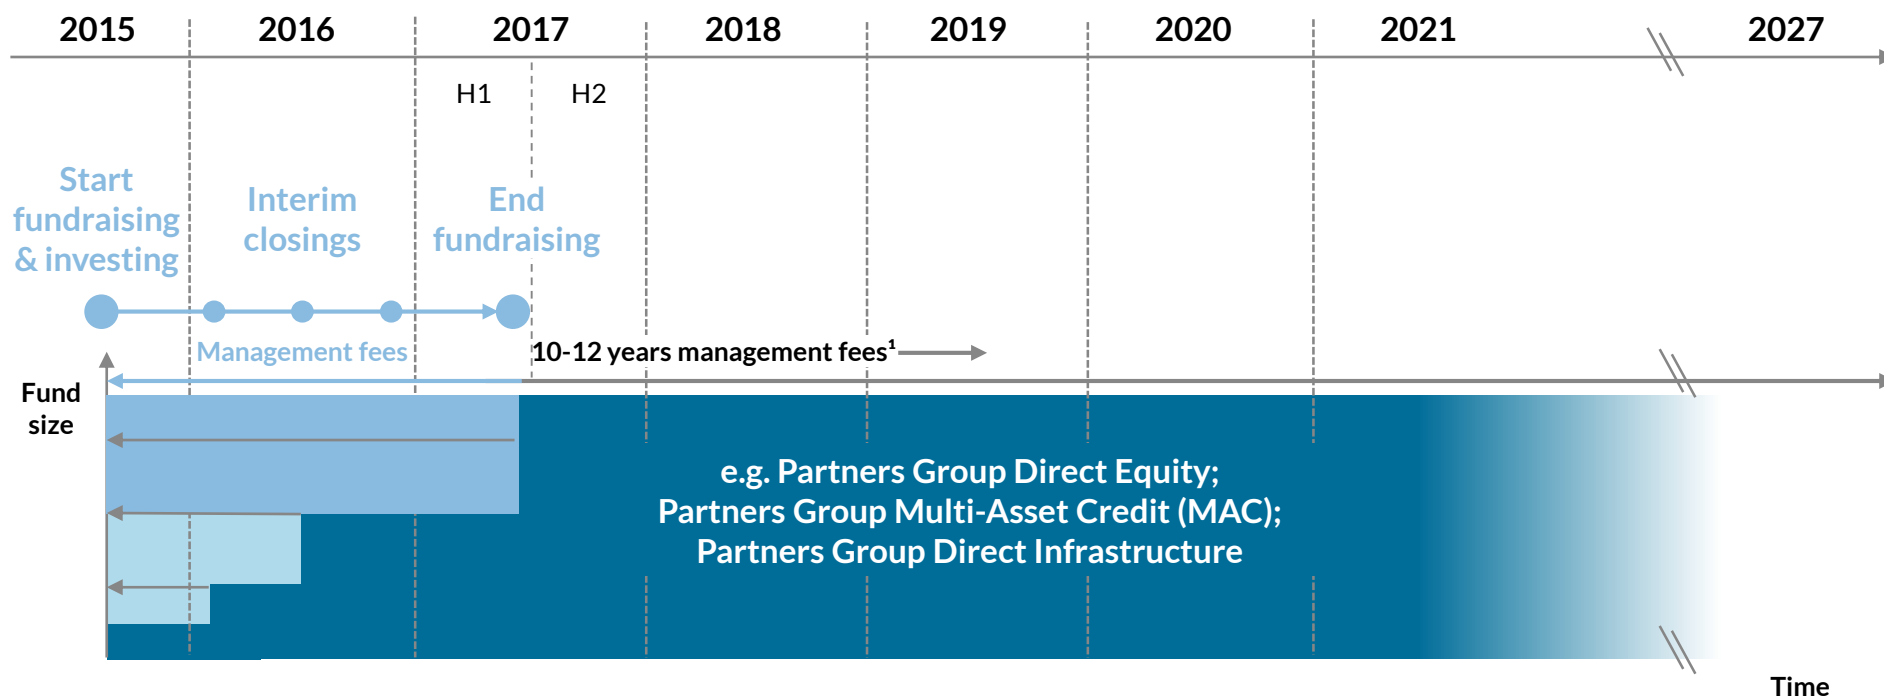 2015 2016 2017 2018 2019 2020 2021 2027
H1 H2
Start
fundraising
& investing
Interim
closings
End
fundraising
Management fees
10-12 years management fees¹
Fund
size
e.g. Partners Group Direct Equity;
Partners Group Multi-Asset Credit (MAC);
Partners Group Direct Infrastructure
Time